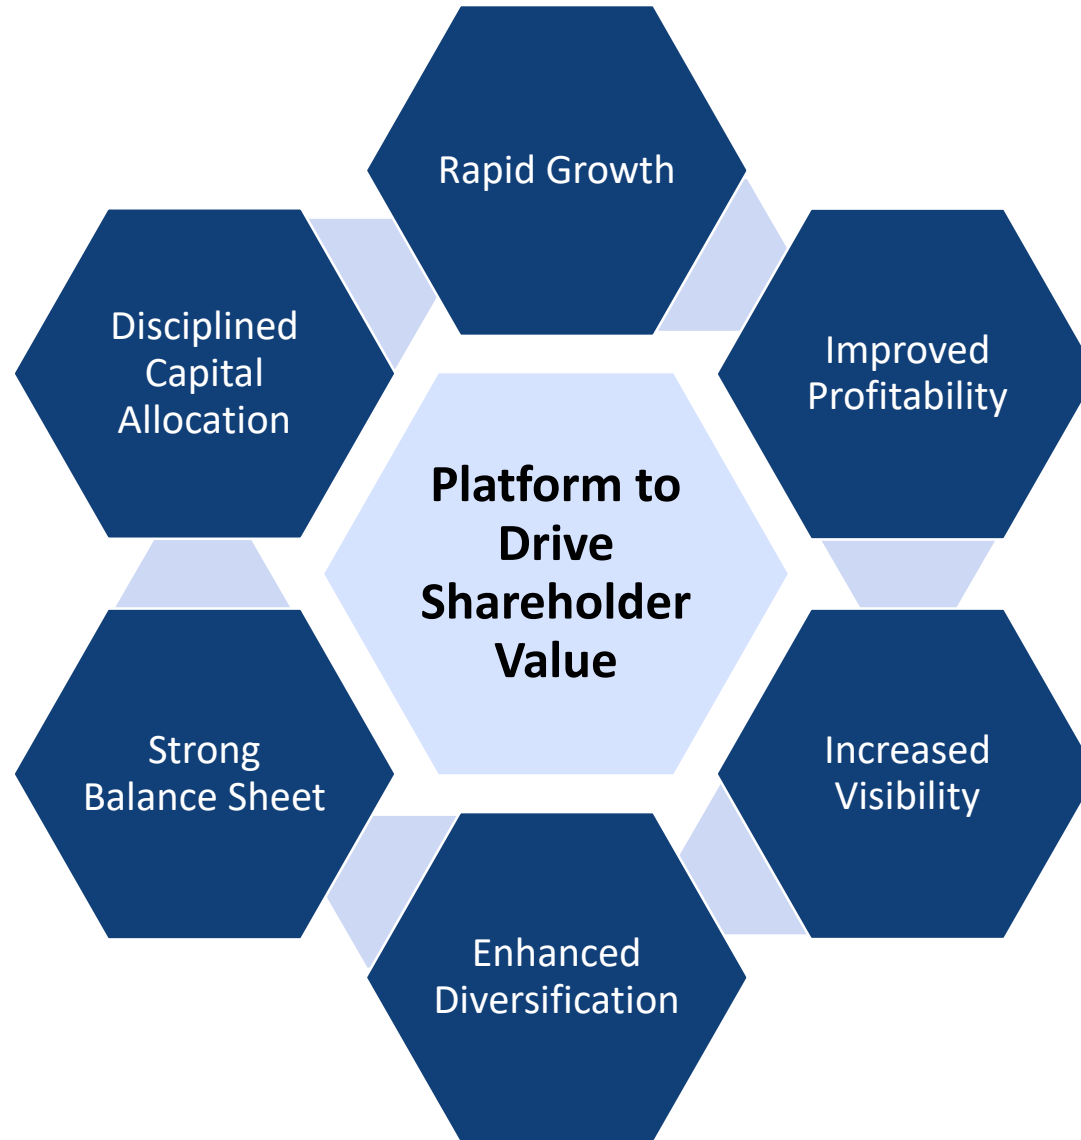 Rapid Growth
Improved
Profitability
Increased
Visibility
Enhanced
Diversification
Strong
Balance Sheet
Disciplined
Capital
Allocation
Platform to
Drive
Shareholder
Value